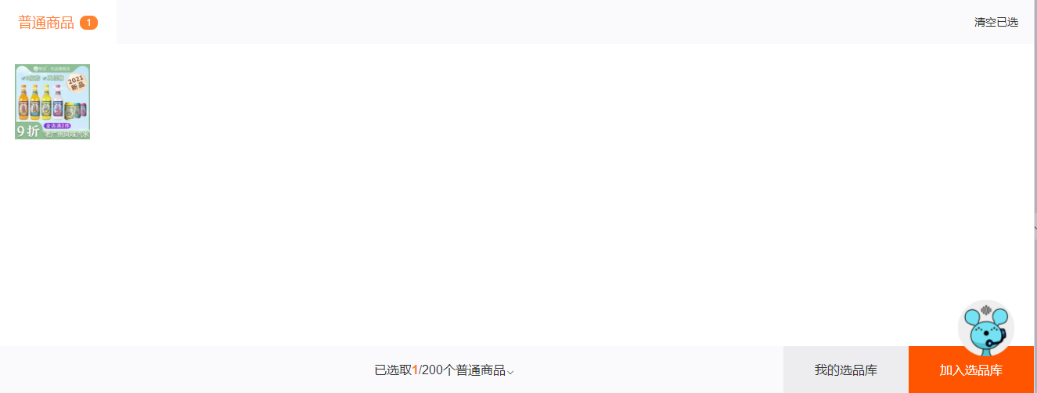 普通商品 1
清空已选
2021
新品
9折
已选取1/200个普通商品
我的选品库
加入选品库